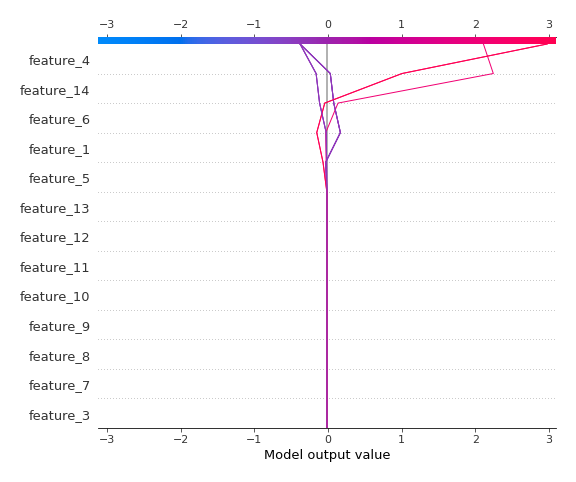 −3 −2 −1 0 1 2 3
feature_4
feature_14
feature_6
feature_1
feature_5
feature_13
feature_12
feature_11
feature_10
feature_9
feature_8
feature_7
feature_3
−3 −2 −1 0 1 2 3
Model output value